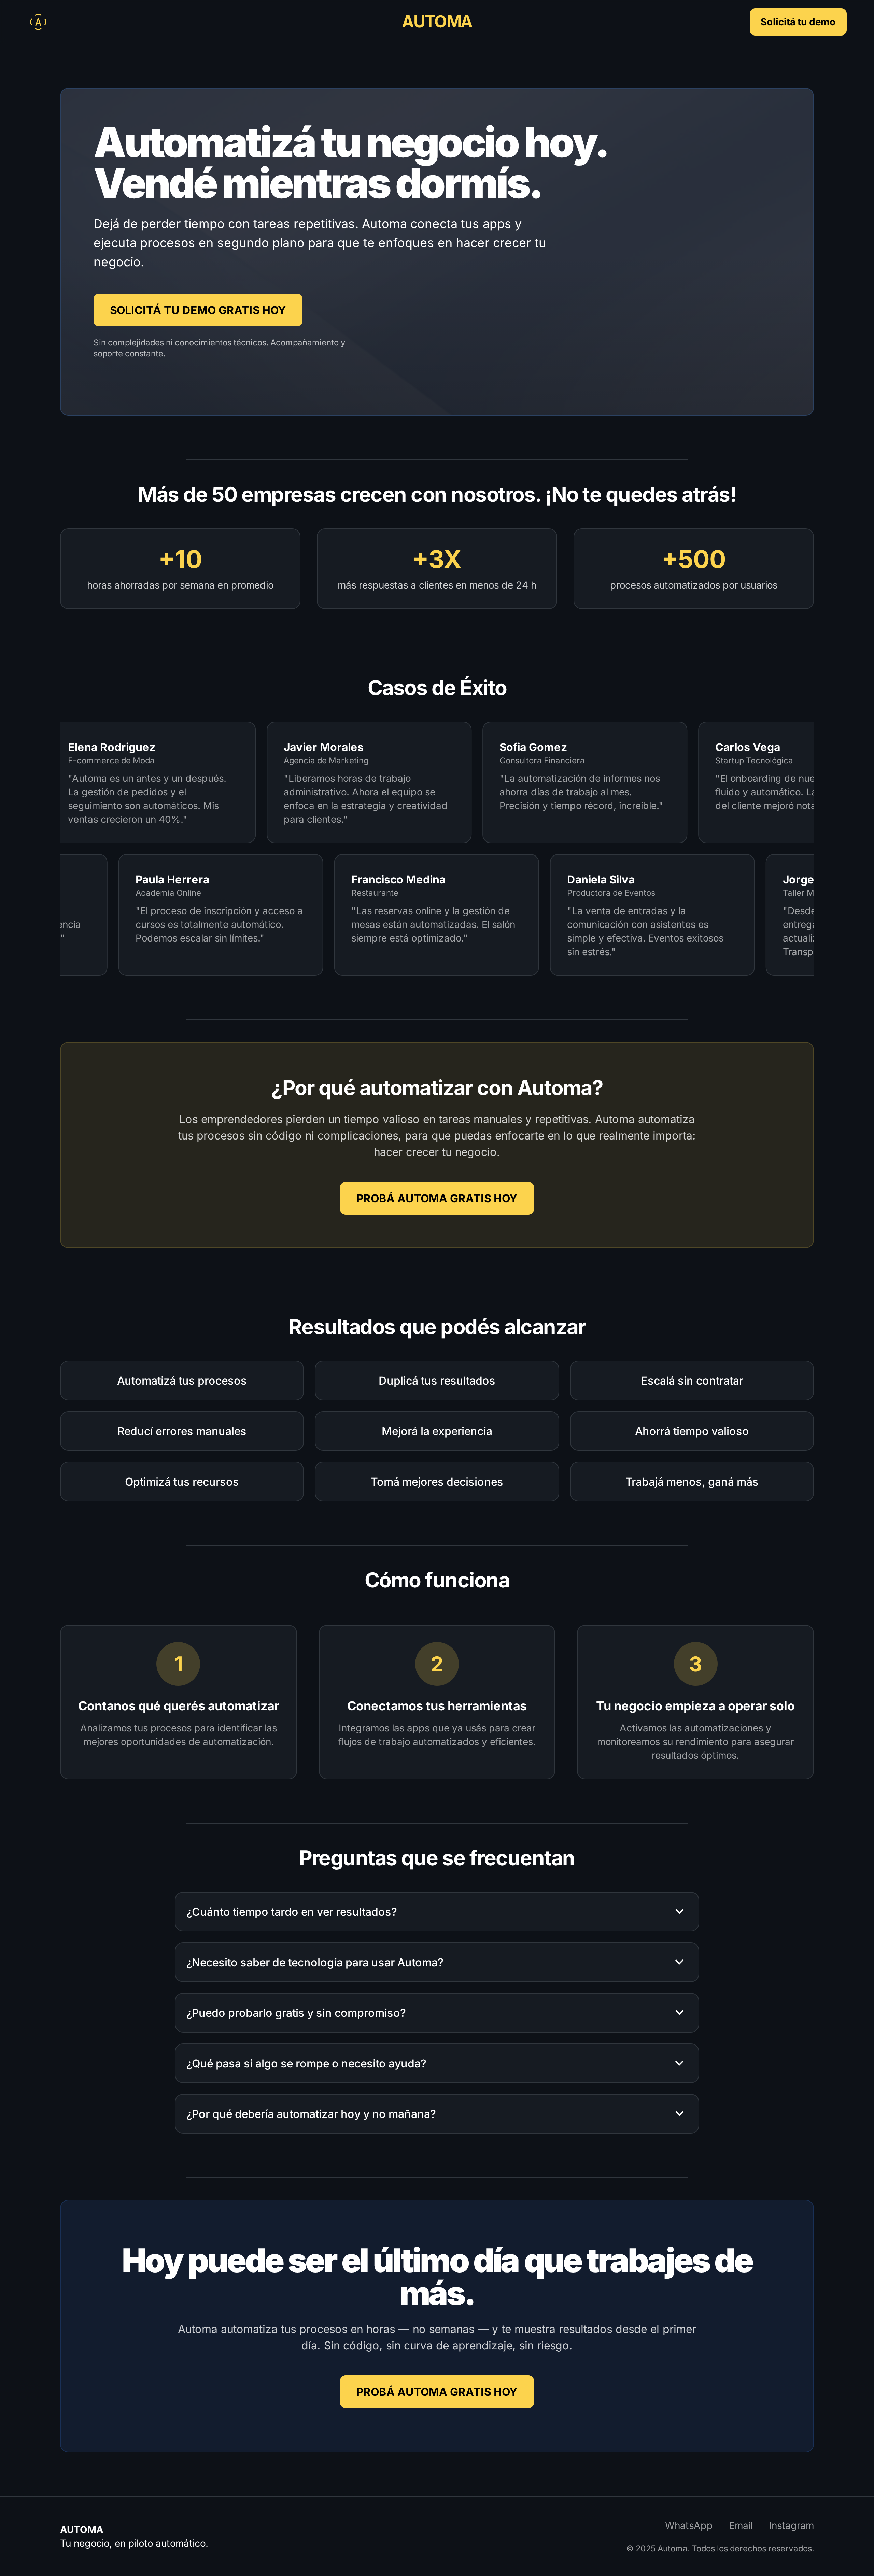 A
AUTOMA
Solicitá tu demo
Automatizá tu negocio hoy.
Vendé mientras dormís.
Dejá de perder tiempo con tareas repetitivas. Automa conecta tus apps y
ejecuta procesos en segundo plano para que te enfoques en hacer crecer tu
negocio.
SOLICITÁ TU DEMO GRATIS HOY
Sin complejidades ni conocimientos técnicos. Acompañamiento y
soporte constante.
Más de 50 empresas crecen con nosotros. ¡No te quedes atrás!
+10
horas ahorradas por semana en promedio
+3X
más respuestas a clientes en menos de 24 h
+500
procesos automatizados por usuarios
Casos de Éxito
Elena Rodriguez
E-commerce de Moda
"Automa es un antes y un después.
La gestión de pedidos y el
seguimiento son automáticos. Mis
ventas crecieron un 40%."
Javier Morales
Agencia de Marketing
"Liberamos horas de trabajo
administrativo. Ahora el equipo se
enfoca en la estrategia y creatividad
para clientes."
Sofia Gomez
Consultora Financiera
"La automatización de informes nos
ahorra días de trabajo al mes.
Precisión y tiempo récord, increíble."
Carlos Vega
Startup Tecnológica
"El onboarding de nue
fluido y automático. La
del cliente mejoró nota
encia
"
Paula Herrera
Academia Online
"El proceso de inscripción y acceso a
cursos es totalmente automático.
Podemos escalar sin límites."
Francisco Medina
Restaurante
"Las reservas online y la gestión de
mesas están automatizadas. El salón
siempre está optimizado."
Daniela Silva
Productora de Eventos
"La venta de entradas y la
comunicación con asistentes es
simple y efectiva. Eventos exitosos
sin estrés."
Jorge
Taller M
"Desde
entrega
actualiz
Transp
¿Por qué automatizar con Automa?
Los emprendedores pierden un tiempo valioso en tareas manuales y repetitivas. Automa automatiza
tus procesos sin código ni complicaciones, para que puedas enfocarte en lo que realmente importa:
hacer crecer tu negocio.
PROBÁ AUTOMA GRATIS HOY
Resultados que podés alcanzar
Automatizá tus procesos
Duplicá tus resultados
Escalá sin contratar
Reducí errores manuales
Mejorá la experiencia
Ahorrá tiempo valioso
Optimizá tus recursos
Tomá mejores decisiones
Trabajá menos, ganá más
Cómo funciona
1
Contanos qué querés automatizar
Analizamos tus procesos para identificar las
mejores oportunidades de automatización.
2
Conectamos tus herramientas
Integramos las apps que ya usás para crear
flujos de trabajo automatizados y eficientes.
3
Tu negocio empieza a operar solo
Activamos las automatizaciones y
monitoreamos su rendimiento para asegurar
resultados óptimos.
Preguntas que se frecuentan
¿Cuánto tiempo tardo en ver resultados?
¿Necesito saber de tecnología para usar Automa?
¿Puedo probarlo gratis y sin compromiso?
¿Qué pasa si algo se rompe o necesito ayuda?
¿Por qué debería automatizar hoy y no mañana?
Hoy puede ser el último día que trabajes de
más.
Automa automatiza tus procesos en horas — no semanas — y te muestra resultados desde el primer
día. Sin código, sin curva de aprendizaje, sin riesgo.
PROBÁ AUTOMA GRATIS HOY
AUTOMA
Tu negocio, en piloto automático.
WhatsApp Email Instagram
© 2025 Automa. Todos los derechos reservados.